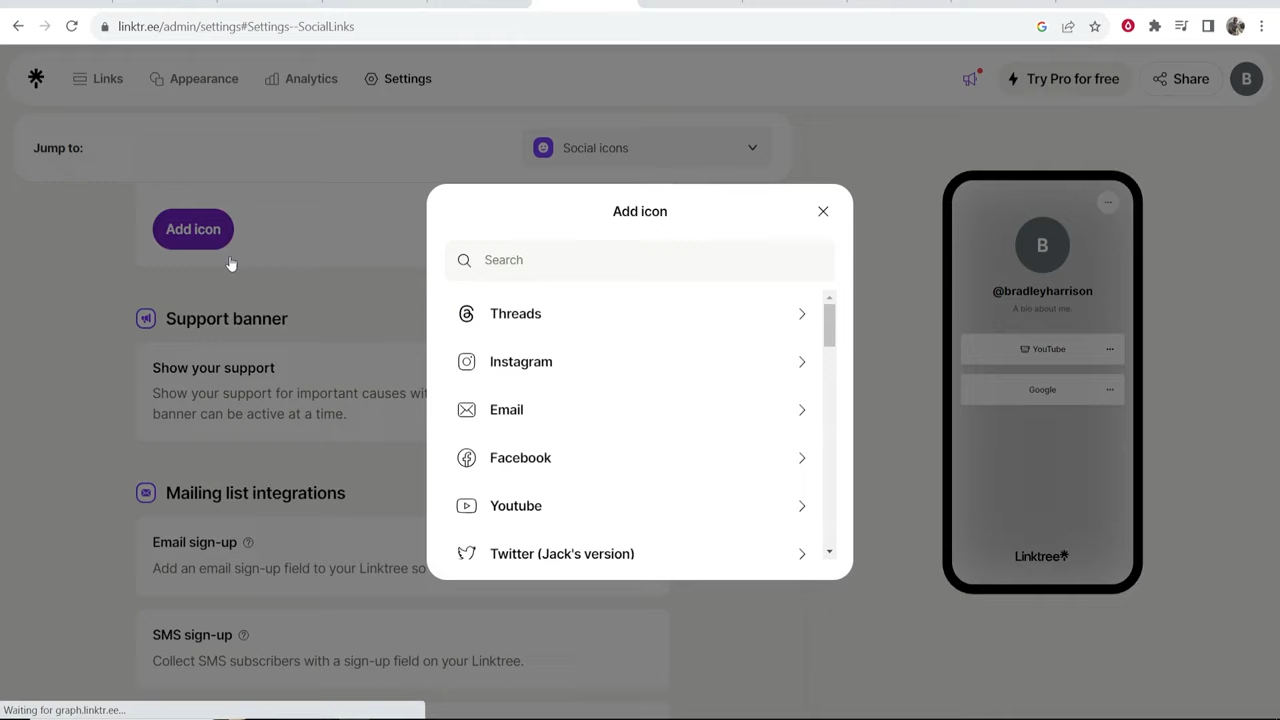 linktr.ee/admin/settings#Settings--SocialLinks
Links
Appearance
Analytics
Settings
Try Pro for free
Share
B
Jump to:
Social icons
Add icon
Add icon
Search
Threads
Instagram
Email
Facebook
Youtube
Twitter (Jack's version)
Support banner
Show your support
Show your support for important causes wit
banner can be active at a time.
Mailing list integrations
Email sign-up
Add an email sign-up field to your Linktree so
SMS sign-up
Collect SMS subscribers with a sign-up field on your Linktree.
B
@bradleyharrison
A bio about me.
YouTube
Google
Linktree
Waiting for graph.linktr.ee...